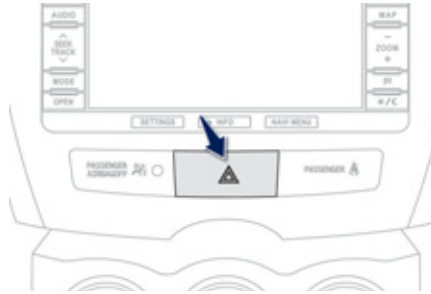 AUDIO
SEEK
TRACK
MODE
OPEN
MAP
ZOOM
SETTINGS
INFO
NAVI MENU
PASSENGER
AIRBAG OFF
PASSENGER